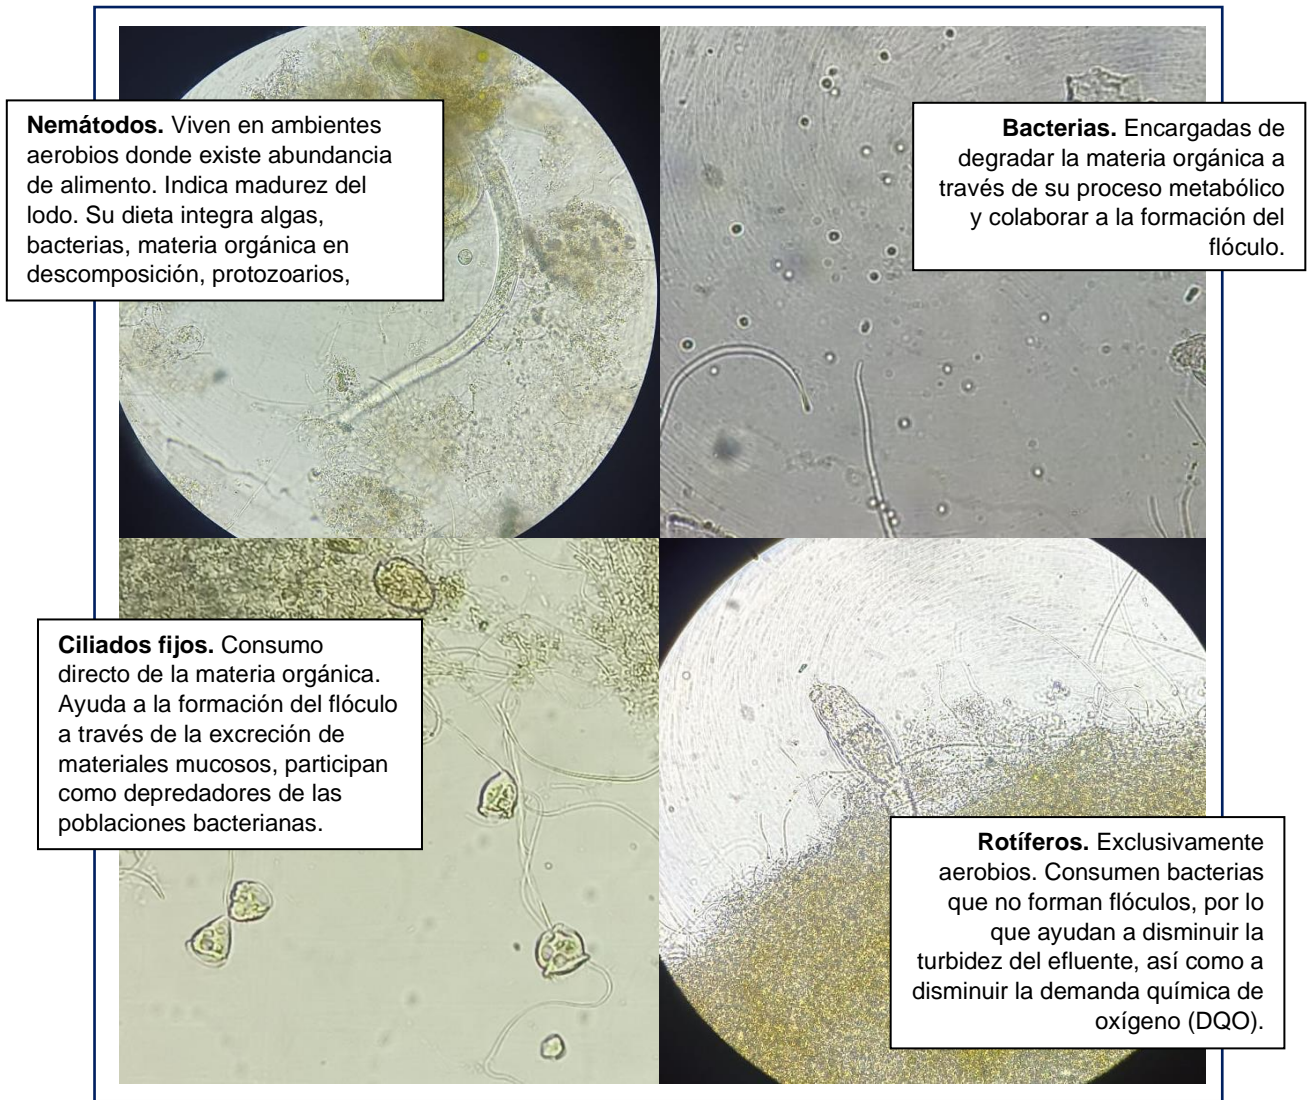 Nemátodos. Viven en ambientes
aerobios donde existe abundancia
de alimento. Indica madurez del
lodo. Su dieta integra algas,
bacterias, materia orgánica en
descomposición, protozoarios,
Bacterias. Encargadas de
degradar la materia orgánica a
través de su proceso metabólico
y colaborar a la formación del
flóculo.
Ciliados fijos. Consumo
directo de la materia orgánica.
Ayuda a la formación del flóculo
a través de la excreción de
materiales mucosos, participan
como depredadores de las
poblaciones bacterianas.
Rotíferos. Exclusivamente
aerobios. Consumen bacterias
que no forman flóculos, por lo
que ayudan a disminuir la
turbidez del efluente, así como a
disminuir la demanda química de
oxígeno (DQO).